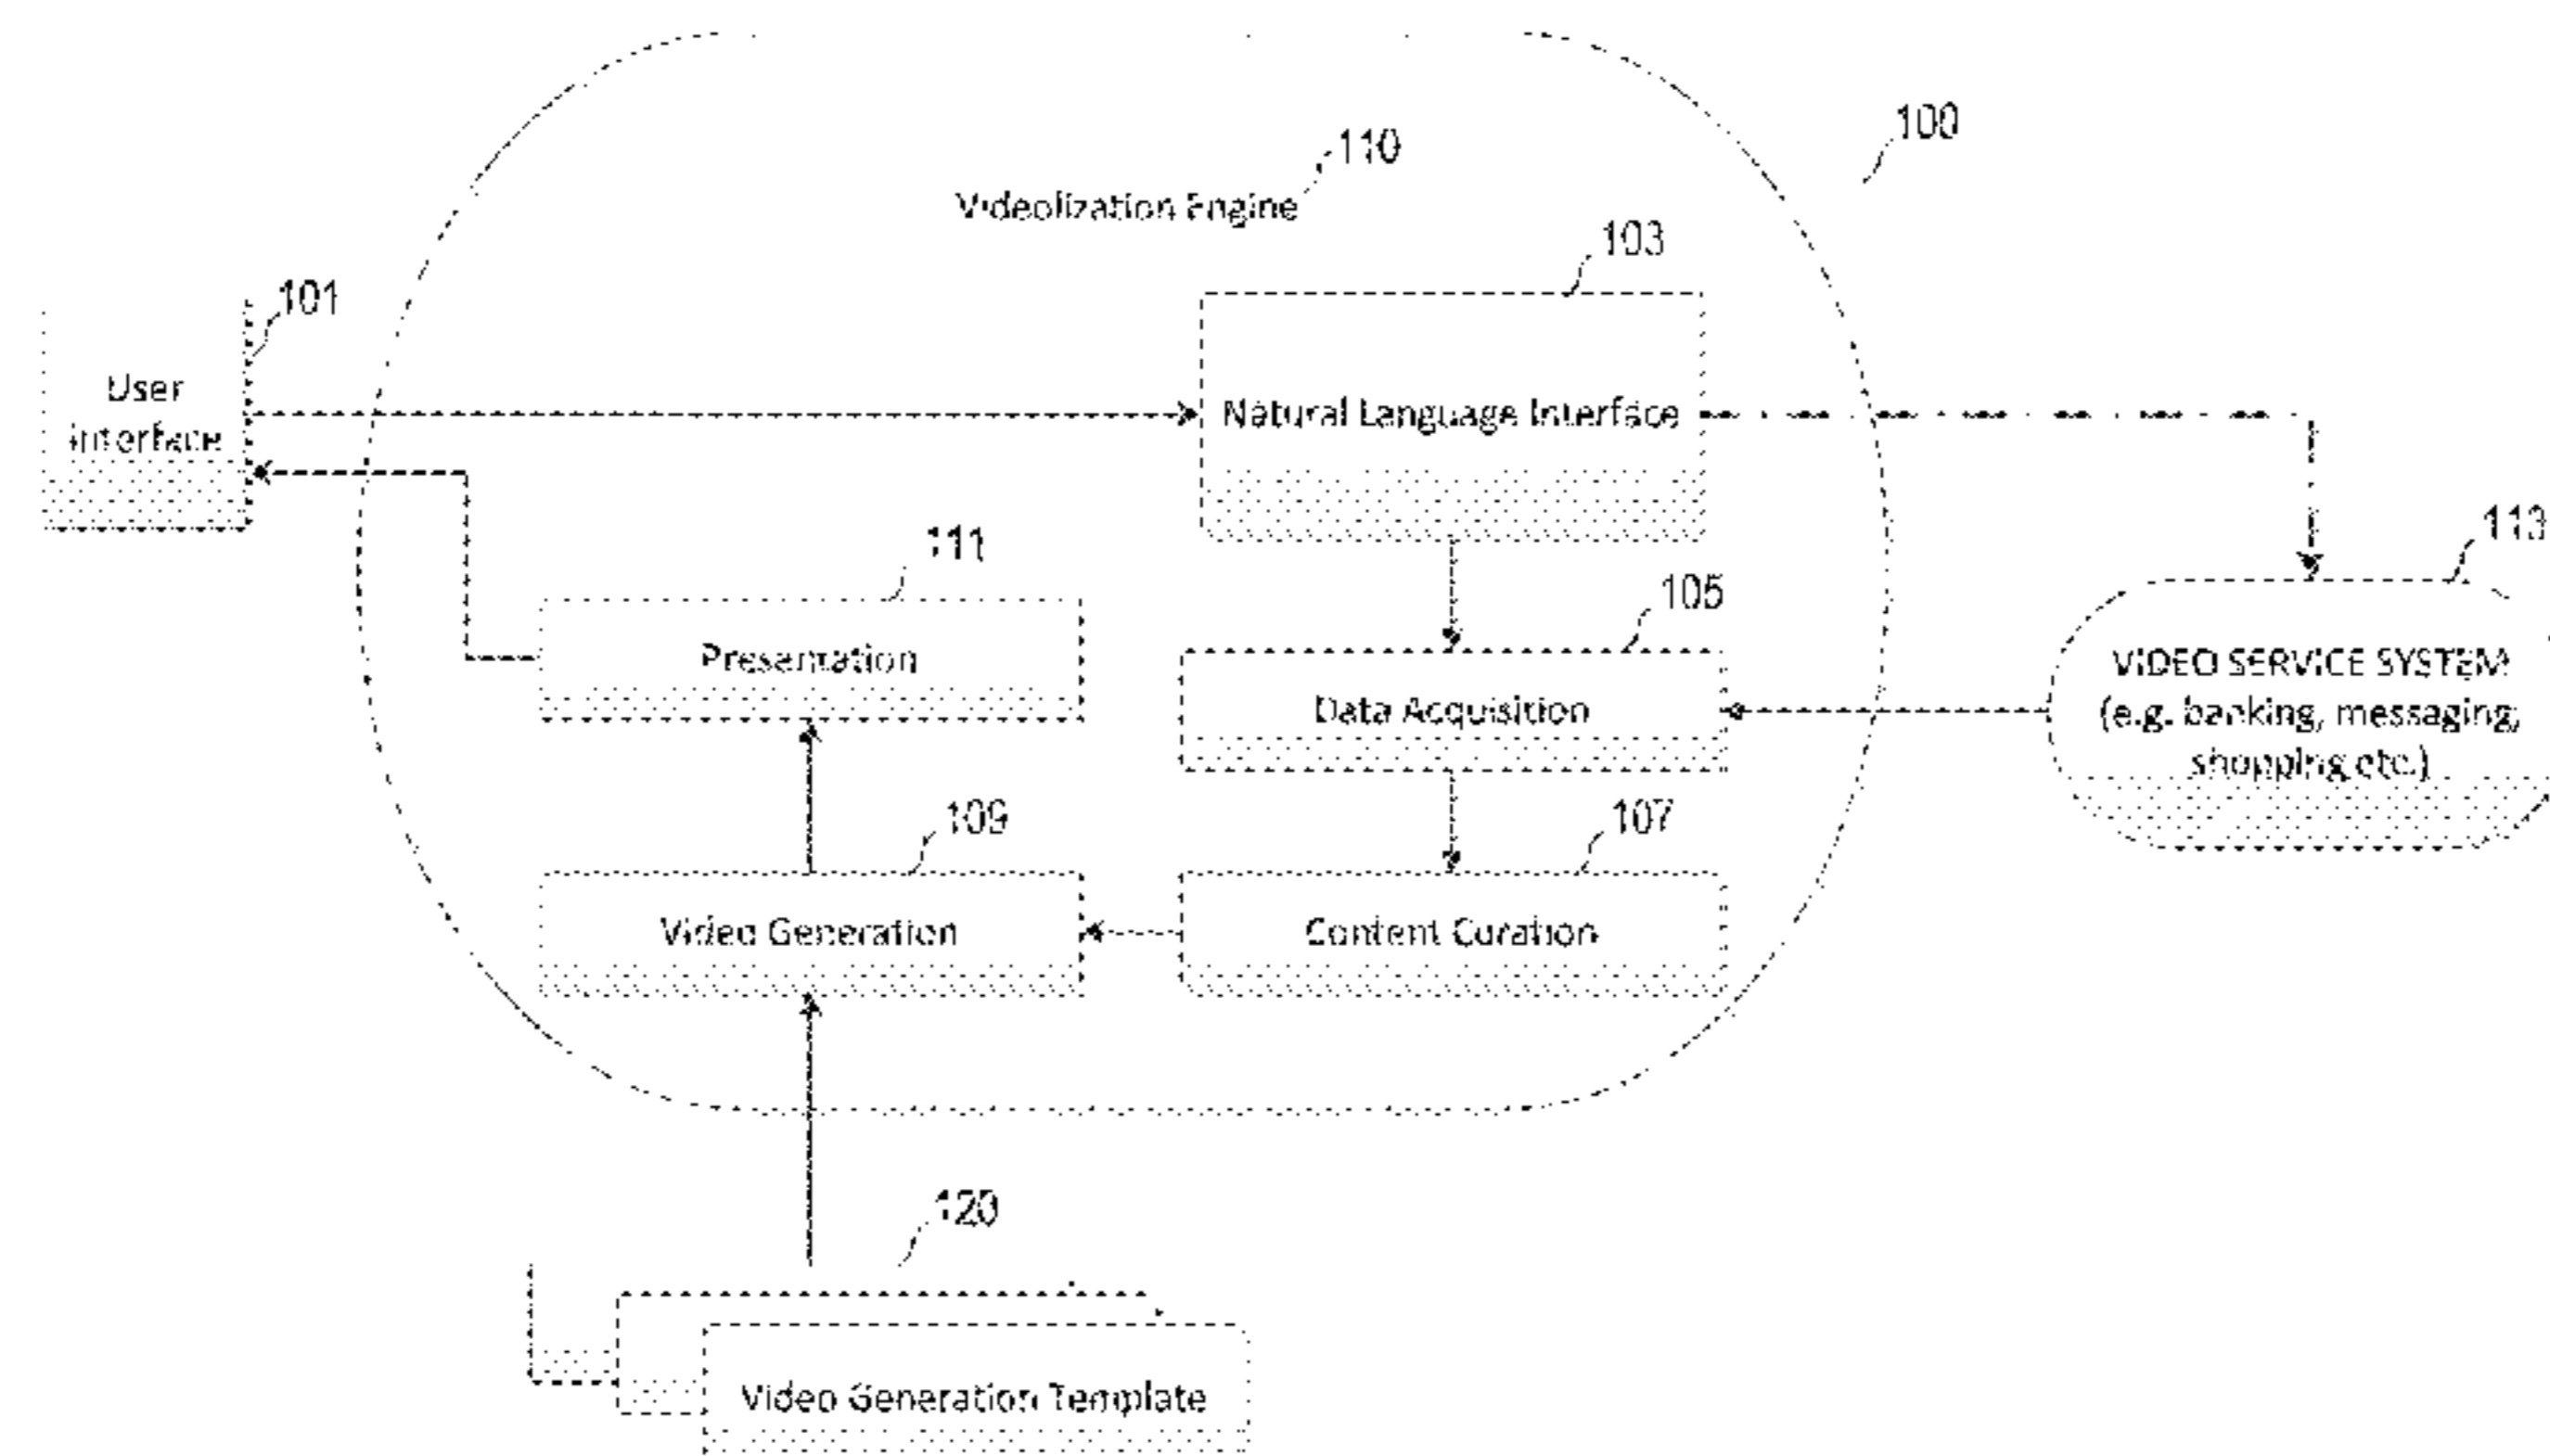 100
110
Videolization Engine
103
101
User
Interface
Natural Language Interface
113
111
105
Presentation
Data Acquisition
VIDEO SERVICE SYSTEM
(e.g. banking, messaging,
shopping etc.)
109
107
Video Generation
Content Curation
120
Video Generation Template